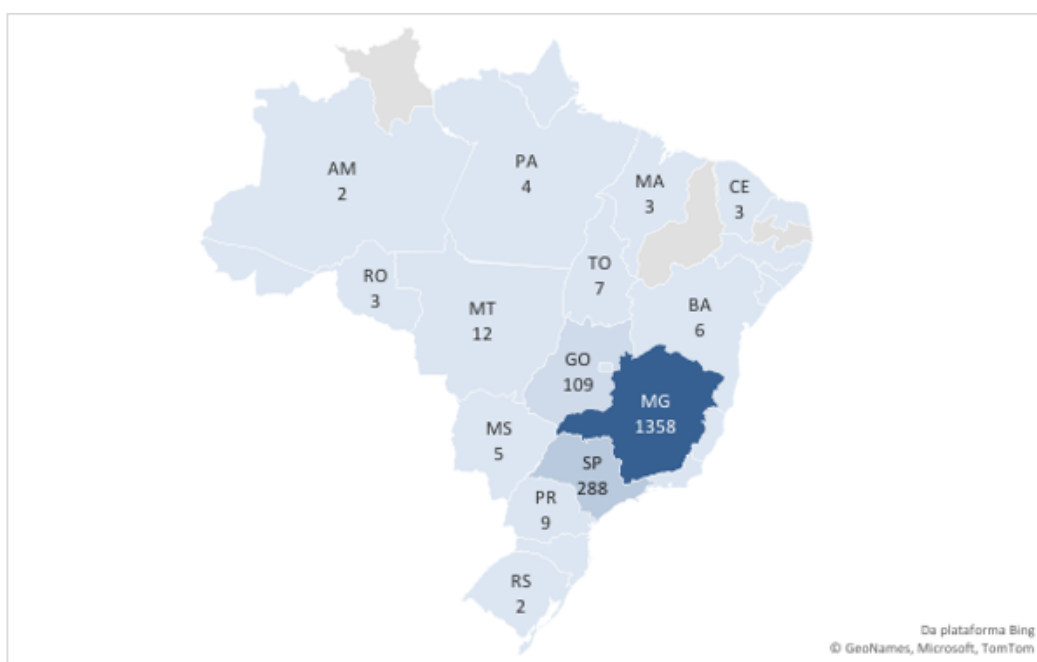 AM
2
PA
4
MA
3
CE
3
RO
3
MT
12
TO
7
BA
6
GO
109
MG
1358
MS
5
SP
288
PR
9
RS
2
Da plataforma Bing
© GeoNames, Microsoft, TomTom